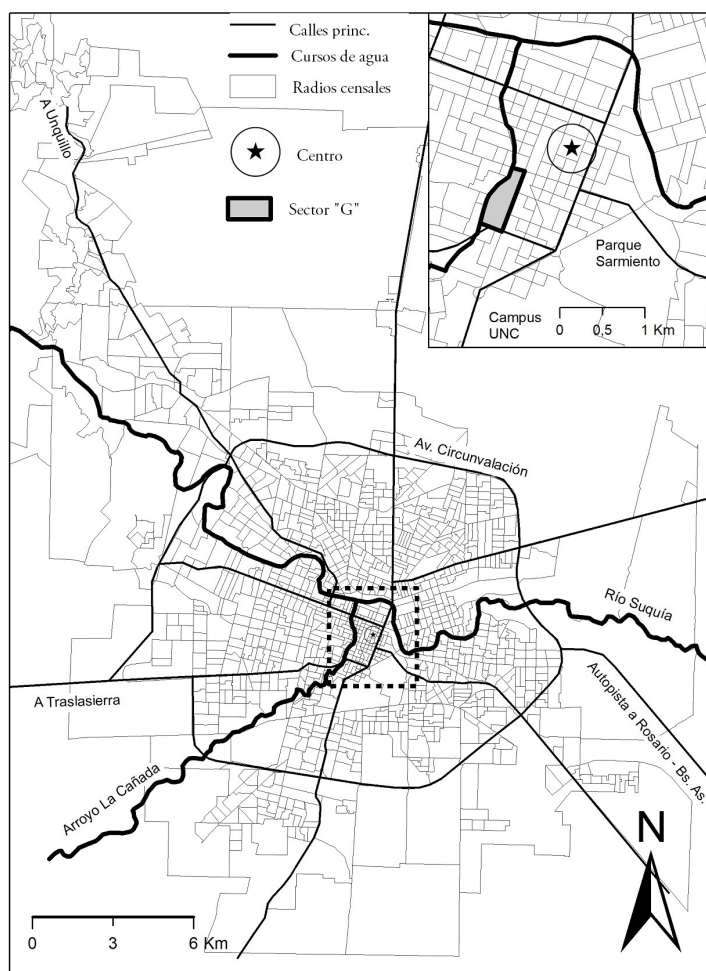 Calles princ.
Cursos de agua
Radios censales
Centro
Sector "G"
Parque
Sarmiento
Campus
UNC
0 0,5 1 Km
A Unquillo
Av. Circunvalación
Río Suquía
A Traslasierra
Autopista a Rosario - Bs. As.
Arroyo La Cañada
N
0 3 6 Km